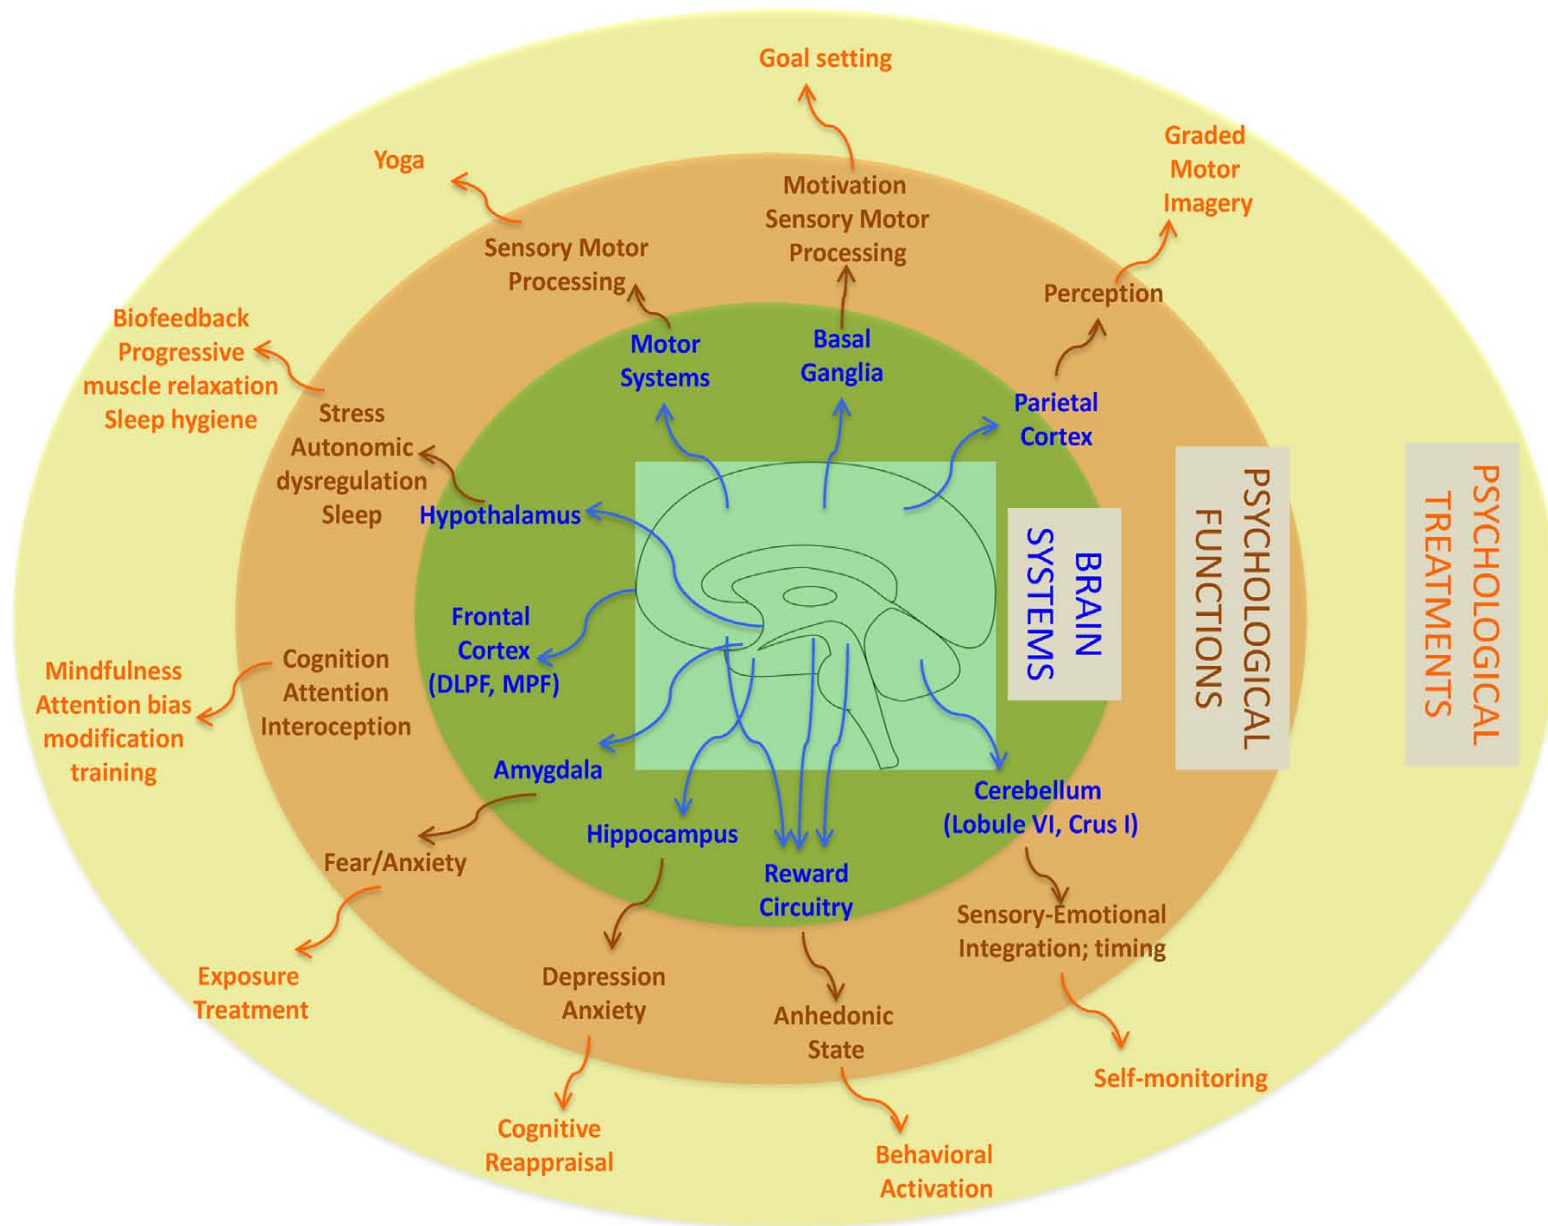 Goal setting
Graded
Motor
Imagery
Yoga
Motivation
Sensory Motor
Processing
Sensory Motor
Processing
Perception
Biofeedback
Progressive
muscle relaxation
Sleep hygiene
Motor
Systems
Basal
Ganglia
Parietal
Cortex
Stress
Autonomic
dysregulation
Sleep
Hypothalamus
BRAIN
SYSTEMS
PSYCHOLOGICAL
FUNCTIONS
PSYCHOLOGICAL
TREATMENTS
Frontal
Cortex
(DLPF, MPF)
Cognition
Attention
Interoception
Mindfulness
Attention bias
modification
training
Amygdala
Hippocampus
Reward
Circuitry
Cerebellum
(Lobule VI, Crus I)
Fear/Anxiety
Sensory-Emotional
Integration; timing
Exposure
Treatment
Depression
Anxiety
Anhedonic
State
Self-monitoring
Cognitive
Reappraisal
Behavioral
Activation